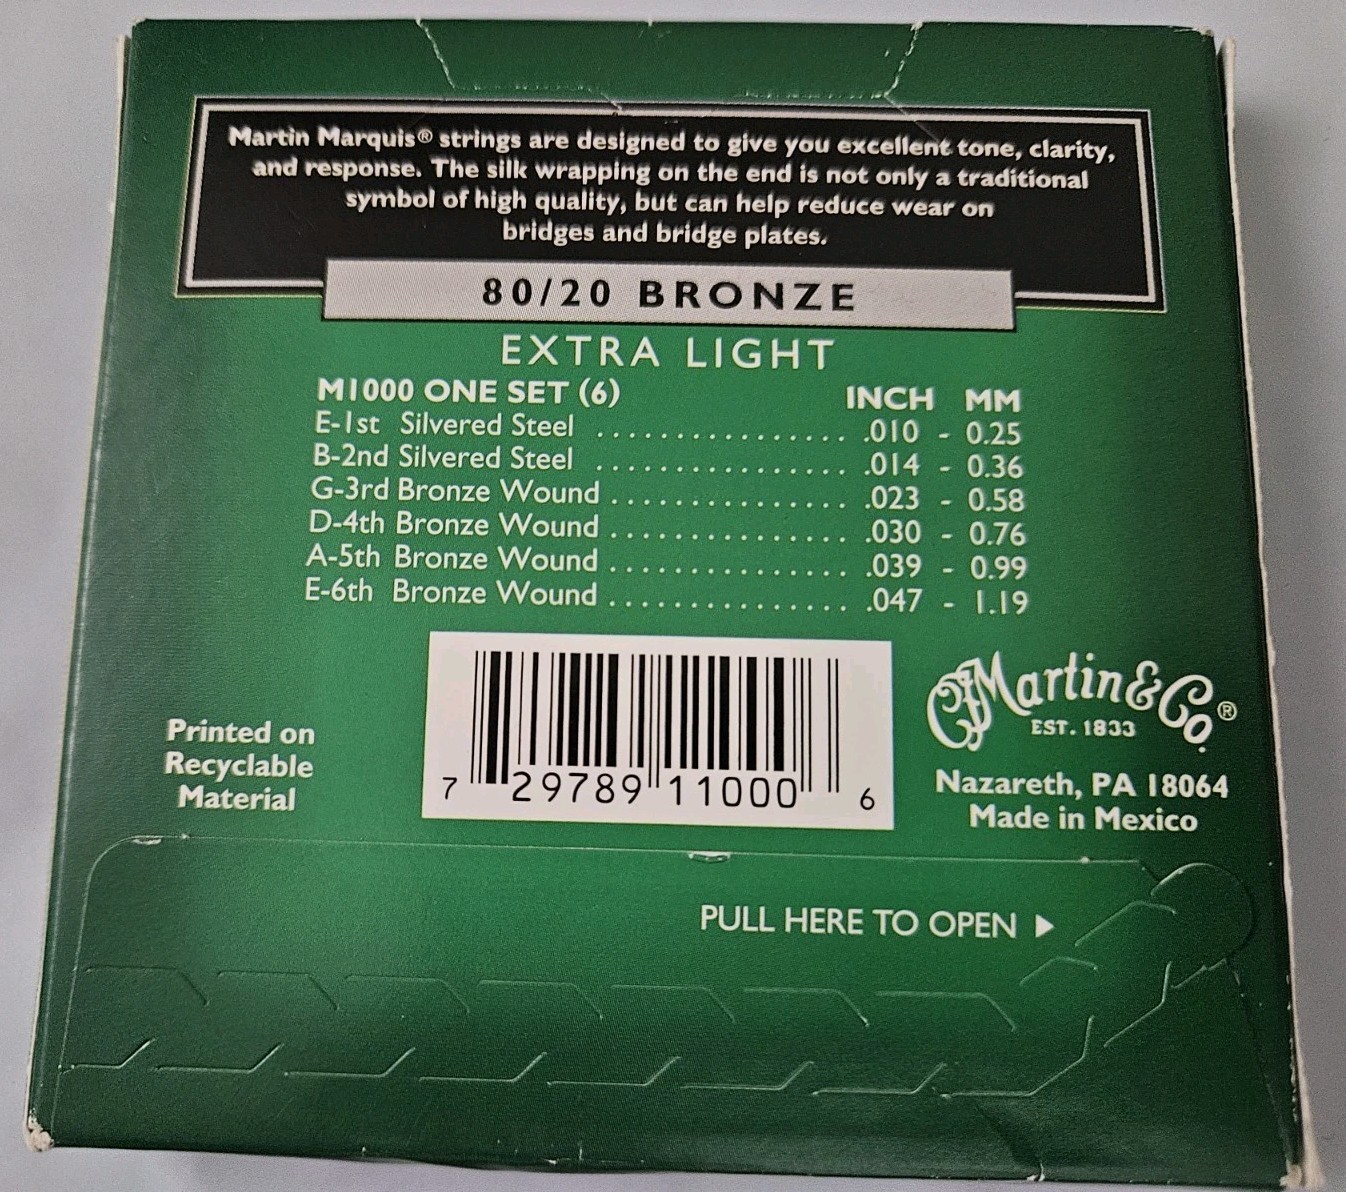 Martin Marquis® strings are designed to give you excellent tone, clarity,
and response. The silk wrapping on the end is not only a traditional
symbol of high quality, but can help reduce wear on
bridges and bridge plates.
80/20 BRONZE
EXTRA LIGHT
M1000 ONE SET (6) INCH MM
E-1st Silvered Steel ................ .010 - 0.25
B-2nd Silvered Steel ................ .014 - 0.36
G-3rd Bronze Wound ............... .023 - 0.58
D-4th Bronze Wound ............... .030 - 0.76
A-5th Bronze Wound ............... .039 - 0.99
E-6th Bronze Wound ............... .047 - 1.19
Printed on
Recyclable
Material
7 29789 11000 6
CF Martin & Co.®
EST. 1833
Nazareth, PA 18064
Made in Mexico
PULL HERE TO OPEN ▶